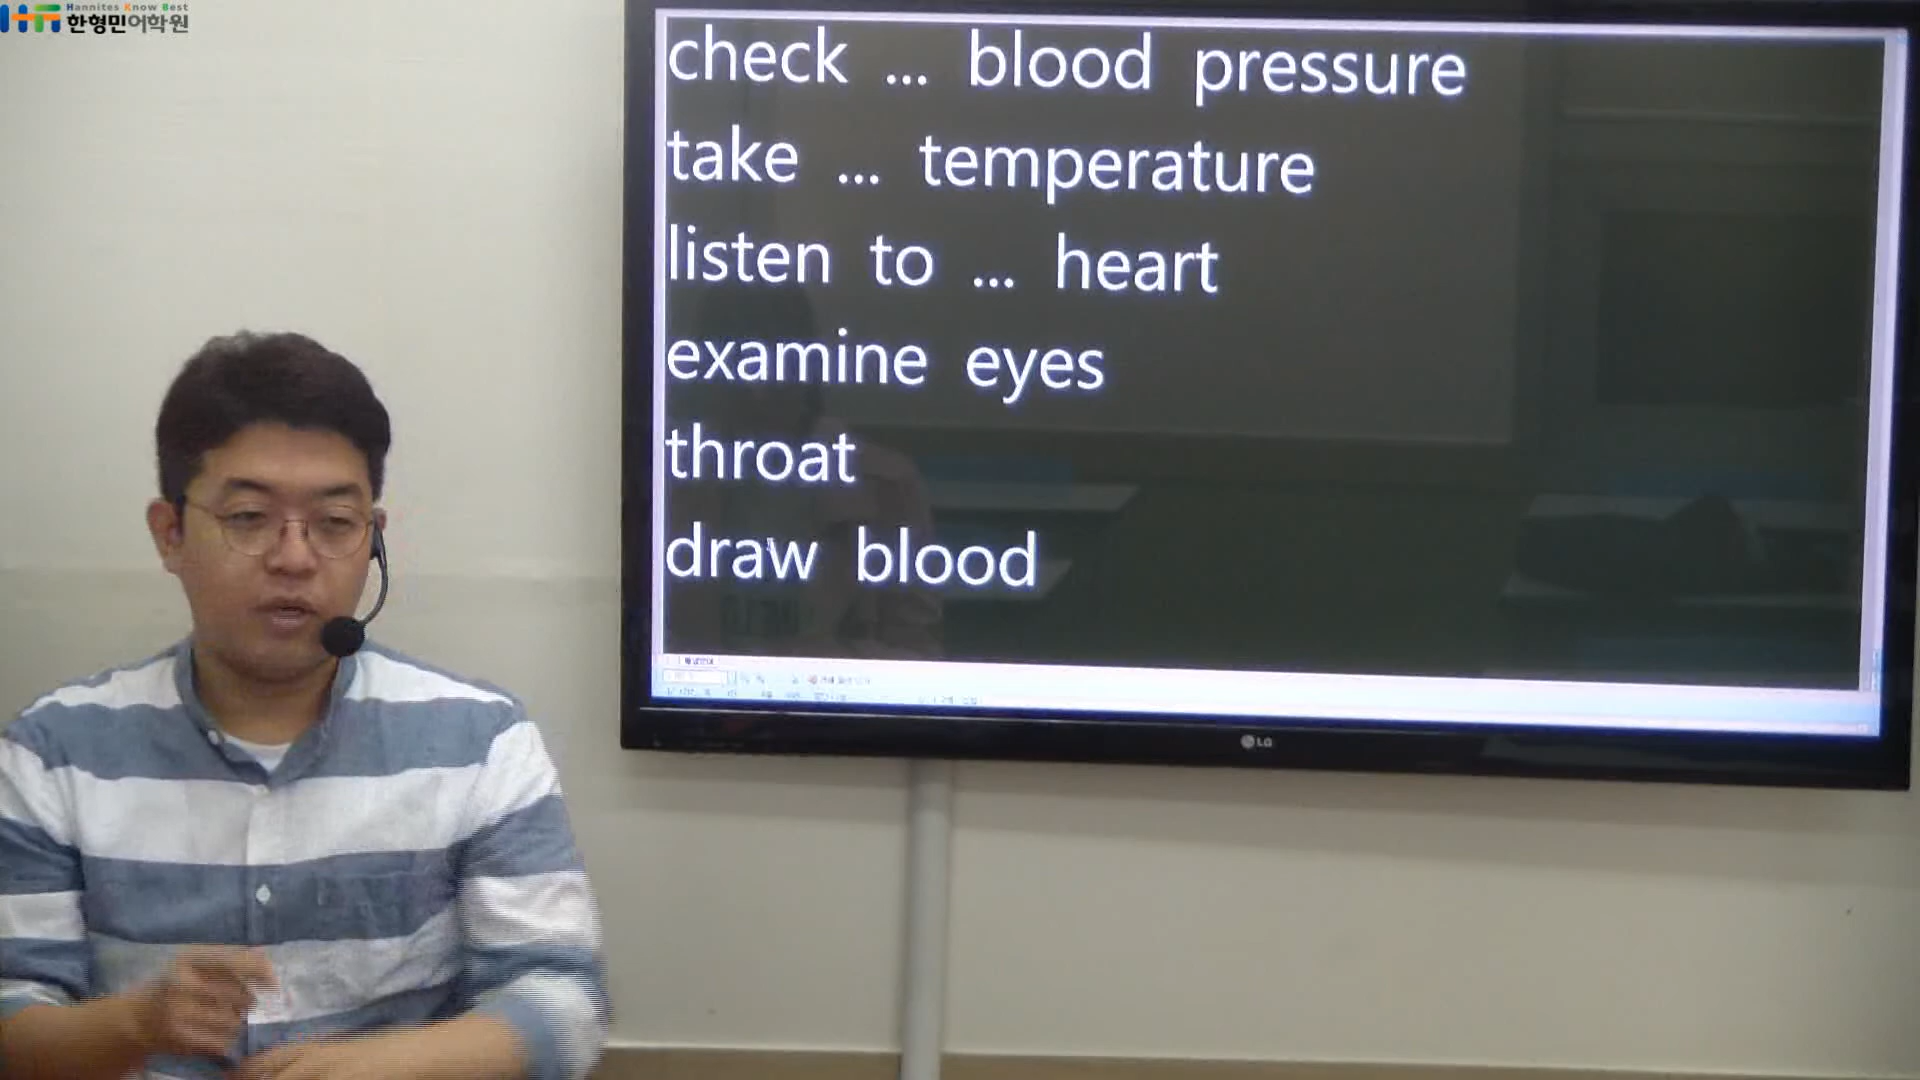 Hannites Know Best
한형민어학원
check ... blood pressure
take ... temperature
listen to ... heart
examine eyes
throat
draw blood
LG